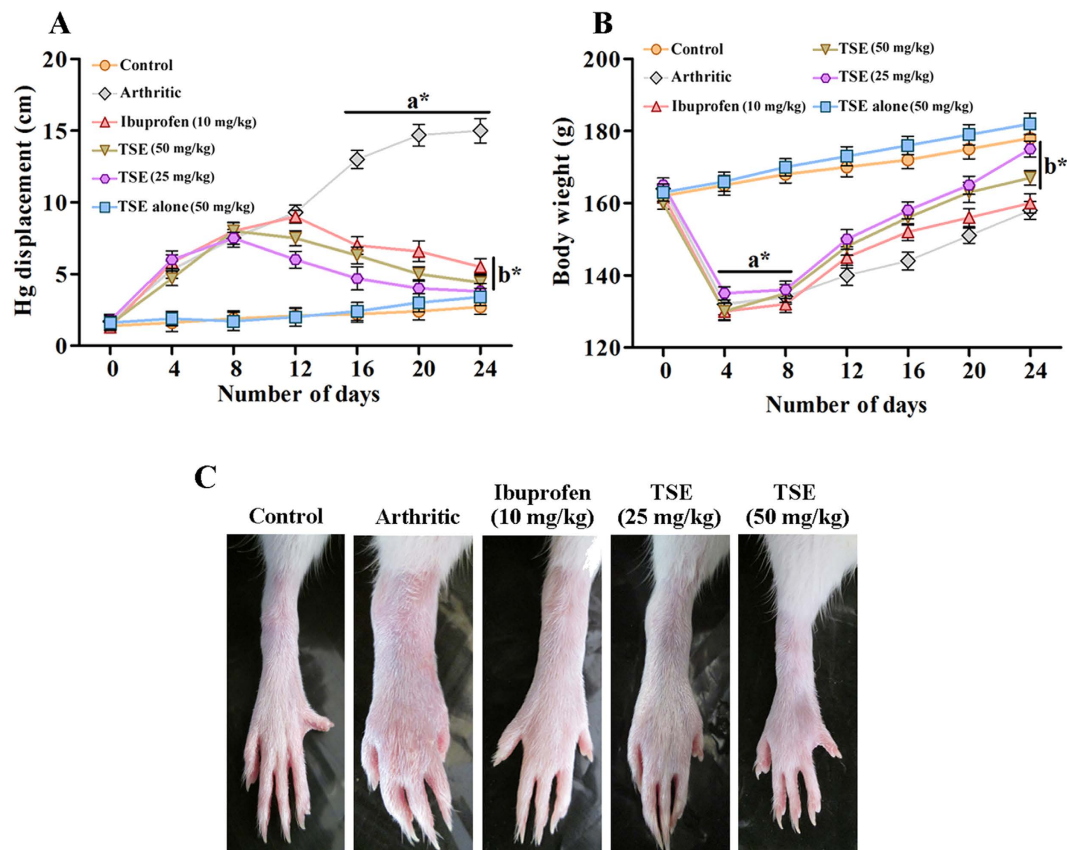 A
Hg displacement (cm)
20
15
10
5
0
Control
Arthritic
Ibuprofen (10 mg/kg)
TSE (50 mg/kg)
TSE (25 mg/kg)
TSE alone (50 mg/kg)
a*
b*
0 4 8 12 16 20 24
Number of days
B
Body wieght (g)
200
180
160
140
120
Control
Arthritic
Ibuprofen (10 mg/kg)
TSE (50 mg/kg)
TSE (25 mg/kg)
TSE alone (50 mg/kg)
a*
b*
0 4 8 12 16 20 24
Number of days
C
Control
Arthritic
Ibuprofen
(10 mg/kg)
TSE
(25 mg/kg)
TSE
(50 mg/kg)